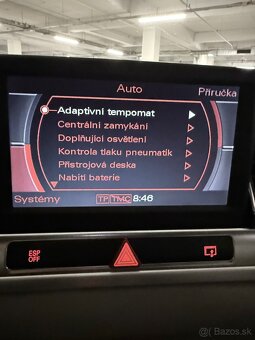 Auto
Příručka
Adaptivní tempomat
Centrální zamykání
Doplňující osvětlení
Kontrola tlaku pneumatik
Přístrojová deska
Nabití baterie
Systémy
TP TMC 8:46
ESP
OFF
Bazos.sk